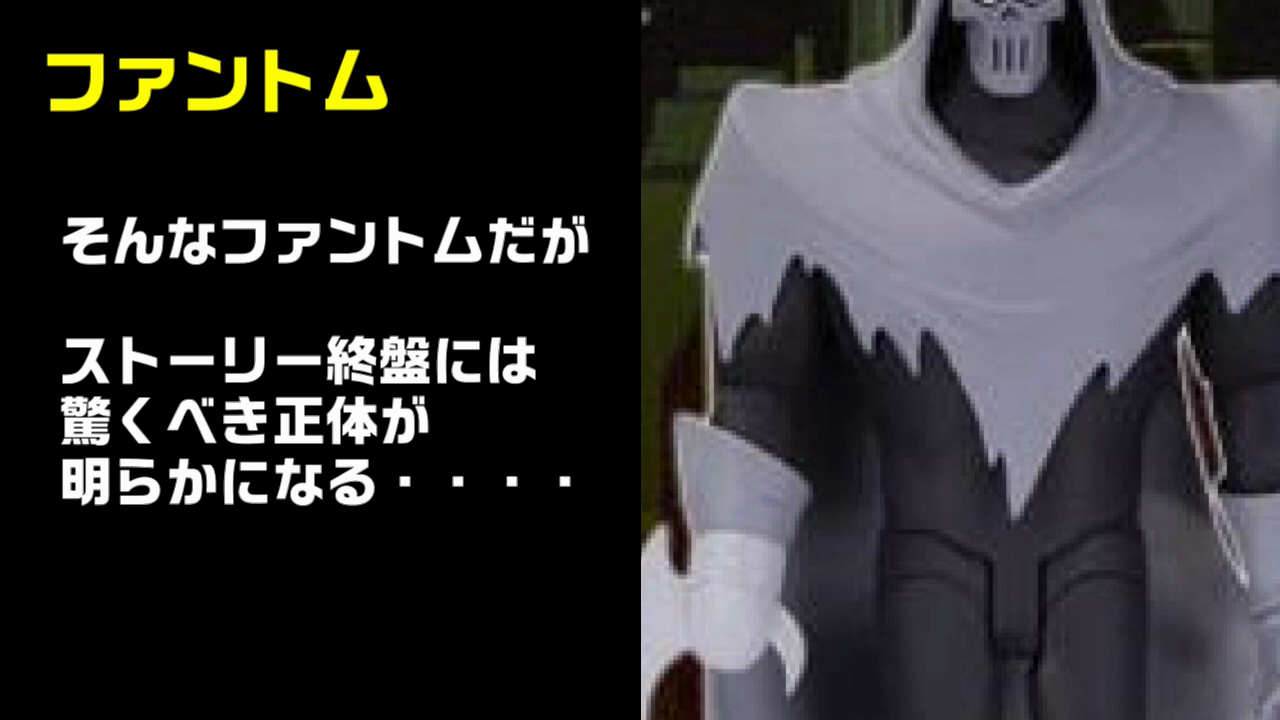 ファントム
そんなファントムだが
ストーリー終盤には
驚くべき正体が
明らかになる・・・・